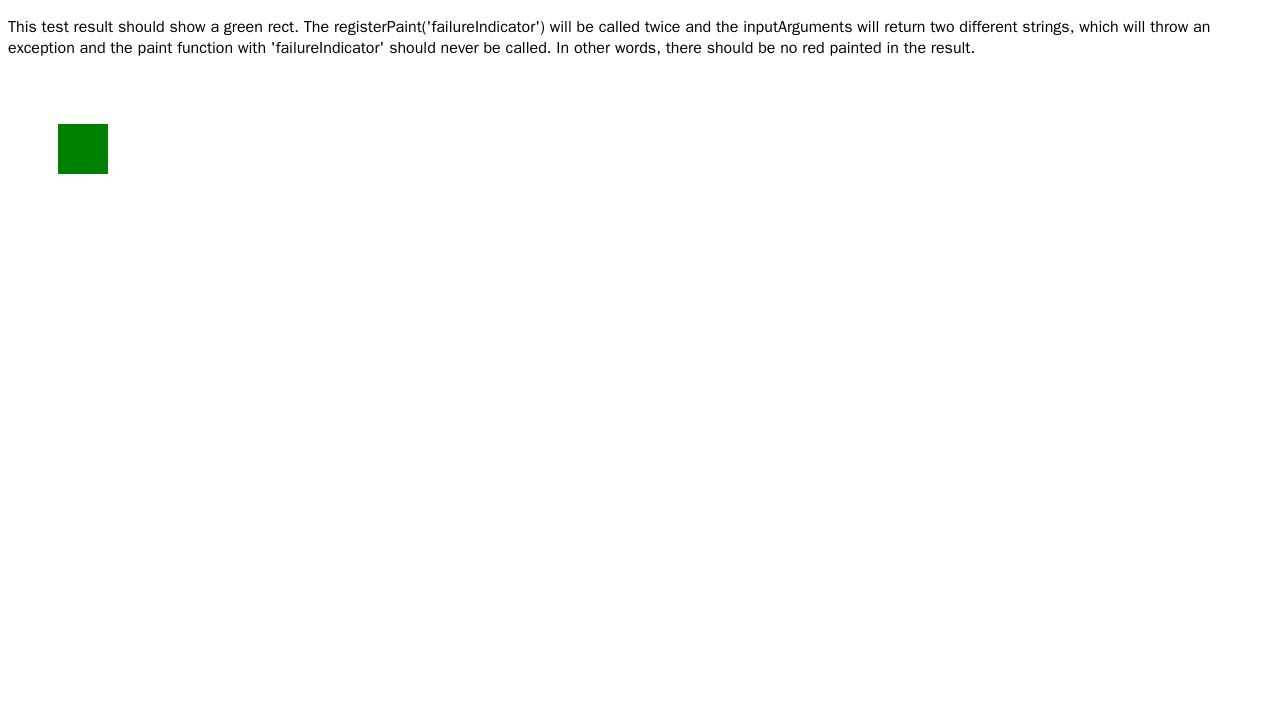 This test result should show a green rect. The registerPaint('failureIndicator') will be called twice and the inputArguments will return two different strings, which will throw an
exception and the paint function with 'failureIndicator' should never be called. In other words, there should be no red painted in the result.